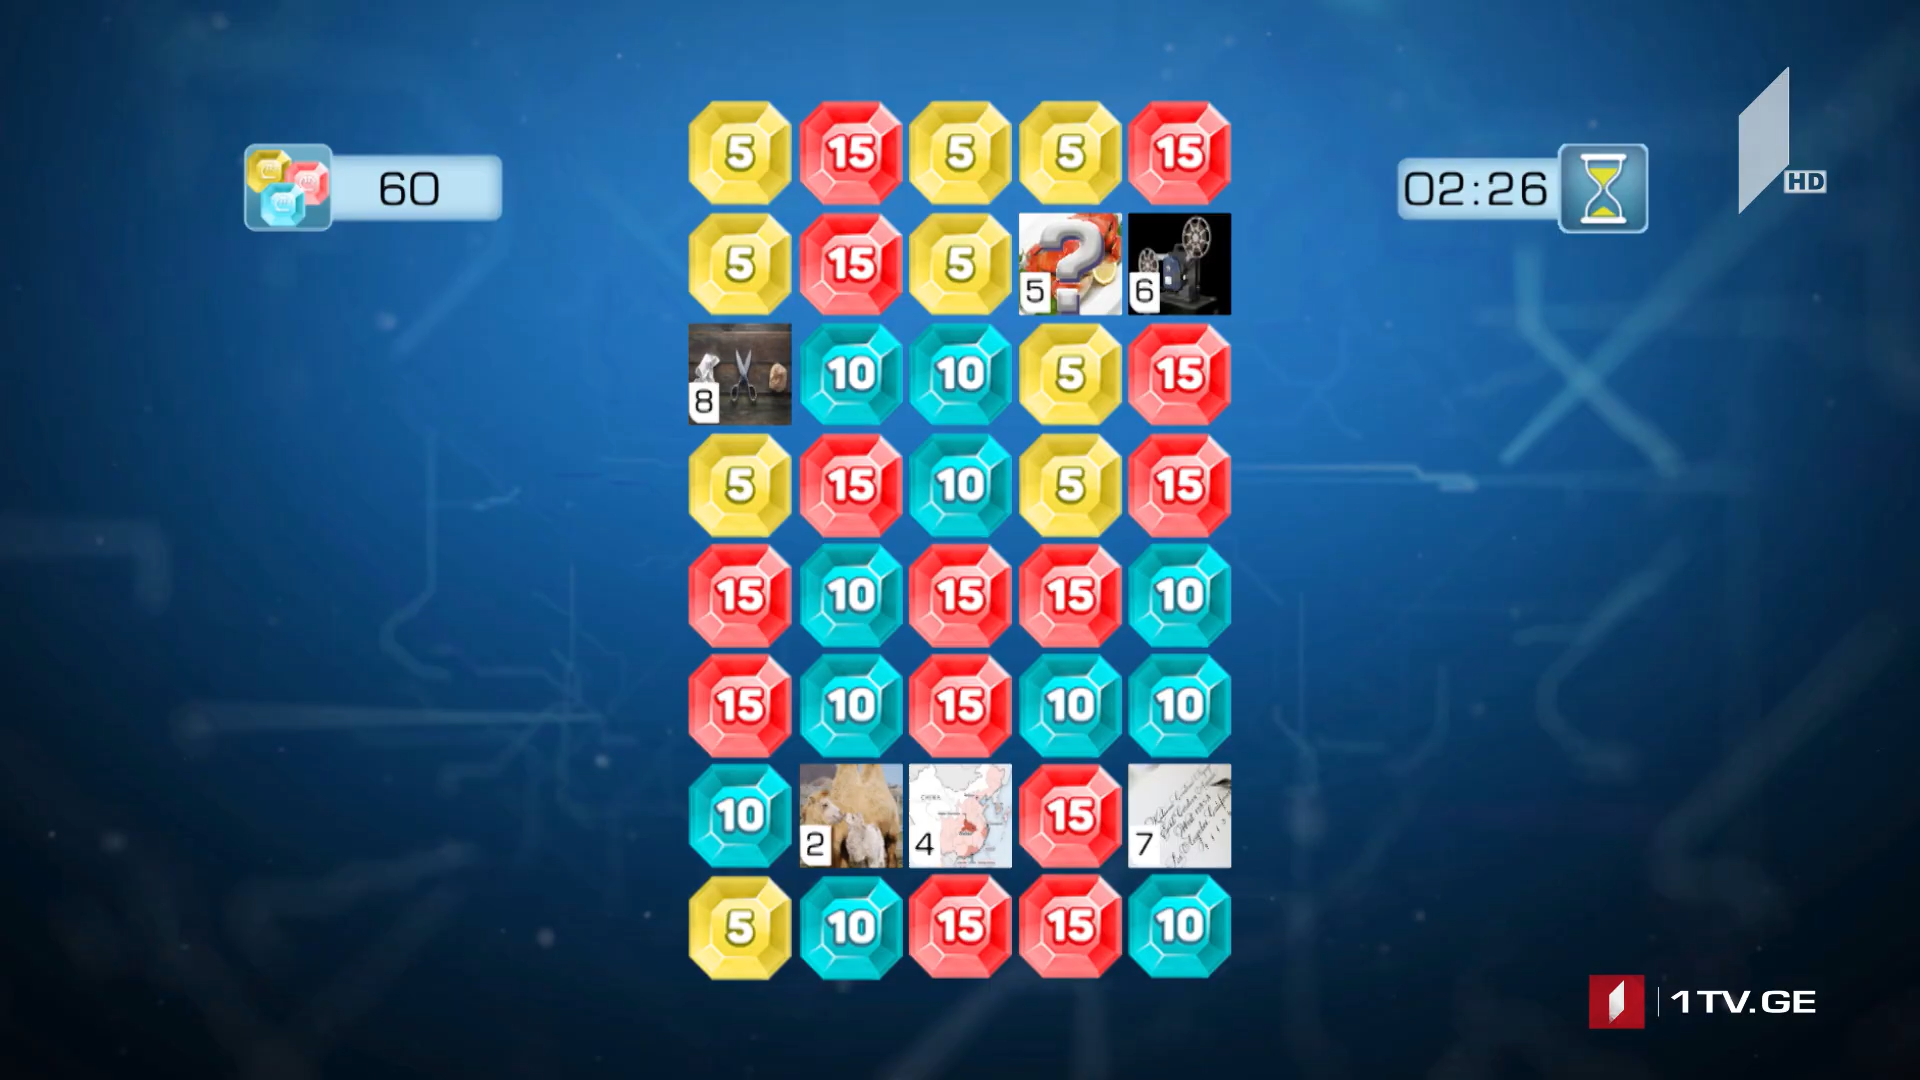 60
02:26
HD
5 15 5 5 15
5 15 5 5 6
8 10 10 5 15
5 15 10 5 15
15 10 15 15 10
15 10 15 10 10
10 2 4 15 7
5 10 15 15 10
?
CHINA
1TV.GE